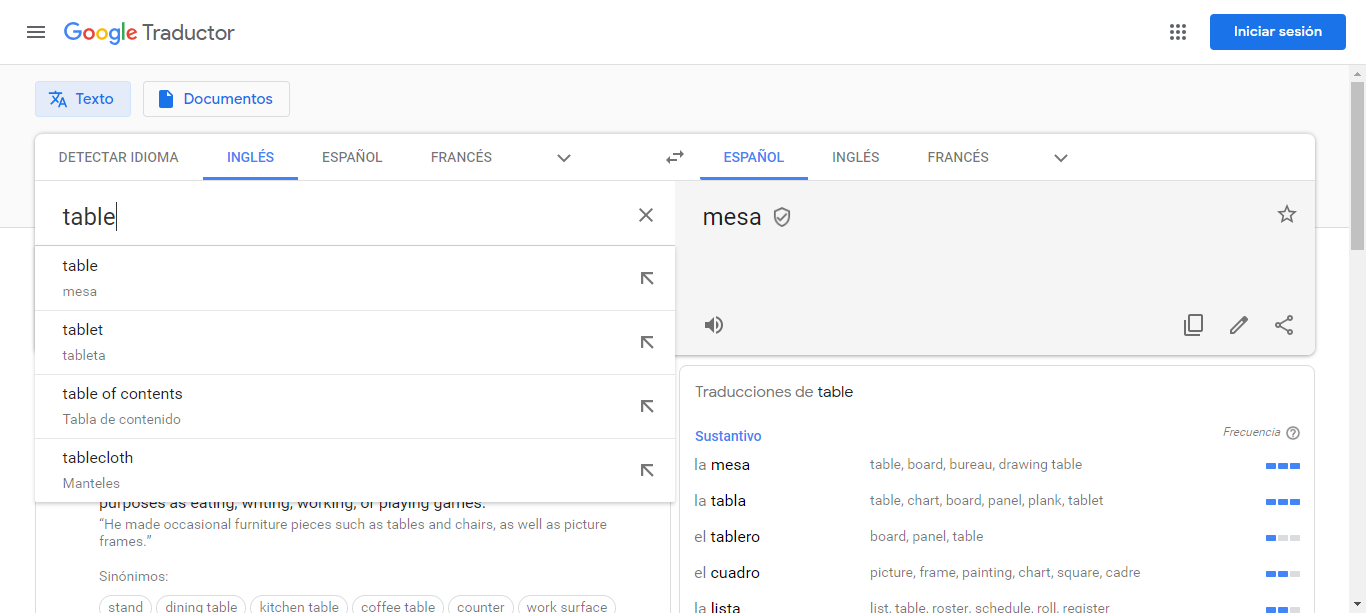 Google Traductor
Iniciar sesión
Texto
Documentos
DETECTAR IDIOMA INGLÉS ESPAÑOL FRANCÉS
ESPAÑOL INGLÉS FRANCÉS
table
table
mesa
tablet
tableta
table of contents
Tabla de contenido
tablecloth
Manteles
purposes as eating, writing, working, or playing games.
“He made occasional furniture pieces such as tables and chairs, as well as picture
frames.”
Sinónimos:
stand dining table kitchen table coffee table counter work surface
mesa
Traducciones de table
Sustantivo Frecuencia
la mesa table, board, bureau, drawing table
la tabla table, chart, board, panel, plank, tablet
el tablero board, panel, table
el cuadro picture, frame, painting, chart, square, cadre
la lista list, table, roster, schedule, roll, register